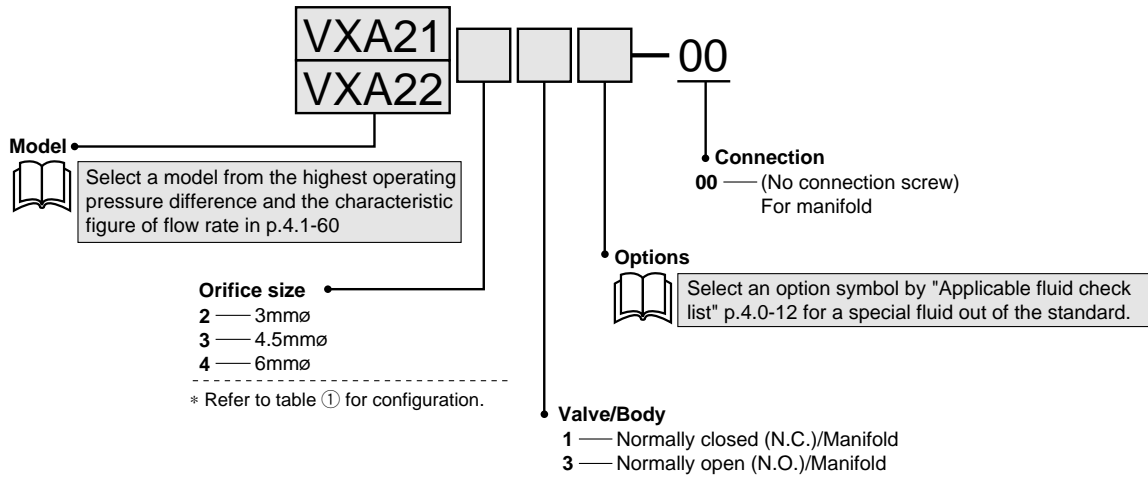 VXA21
VXA22
00
Model
Select a model from the highest operating
pressure difference and the characteristic
figure of flow rate in p.4.1-60
Connection
00 (No connection screw)
For manifold
Options
Select an option symbol by "Applicable fluid check
list" p.4.0-12 for a special fluid out of the standard.
Orifice size
2 3mmø
3 4.5mmø
4 6mmø
* Refer to table ① for configuration.
Valve/Body
1 Normally closed (N.C.)/Manifold
3 Normally open (N.O.)/Manifold